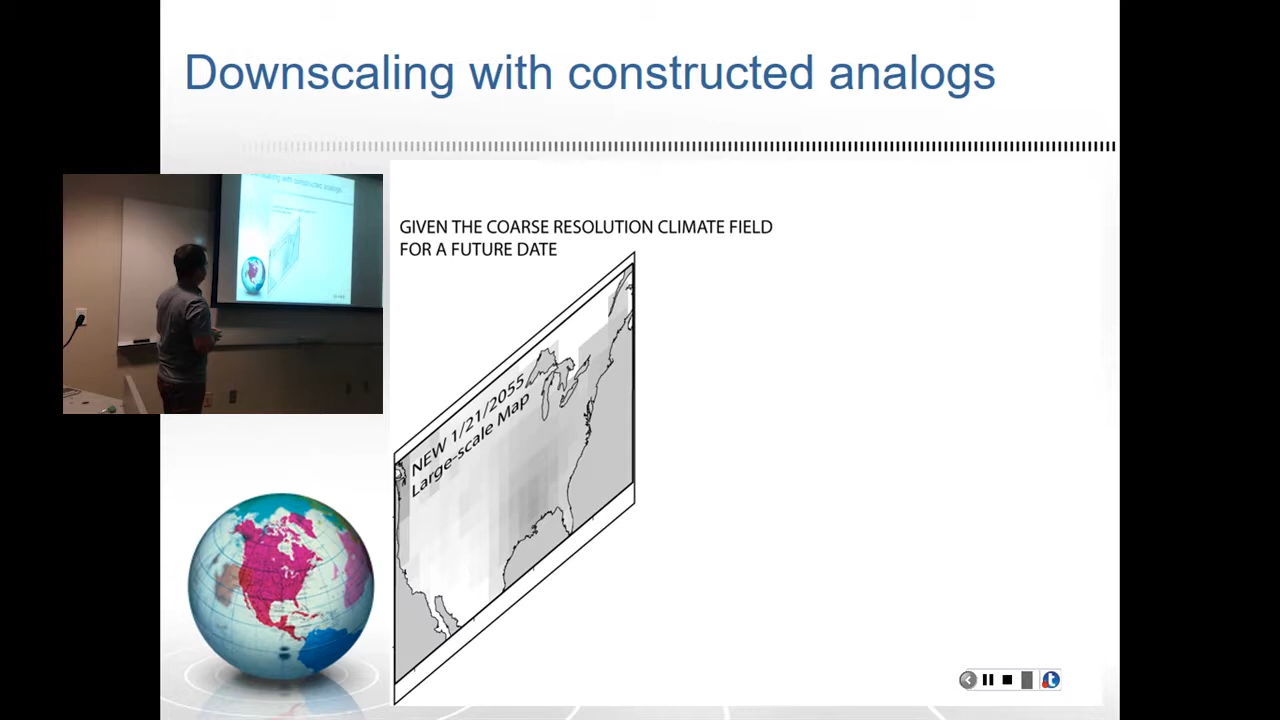 Downscaling with constructed analogs
GIVEN THE COARSE RESOLUTION CLIMATE FIELD
FOR A FUTURE DATE
NEW 1/21/2055
Large-scale Map
t